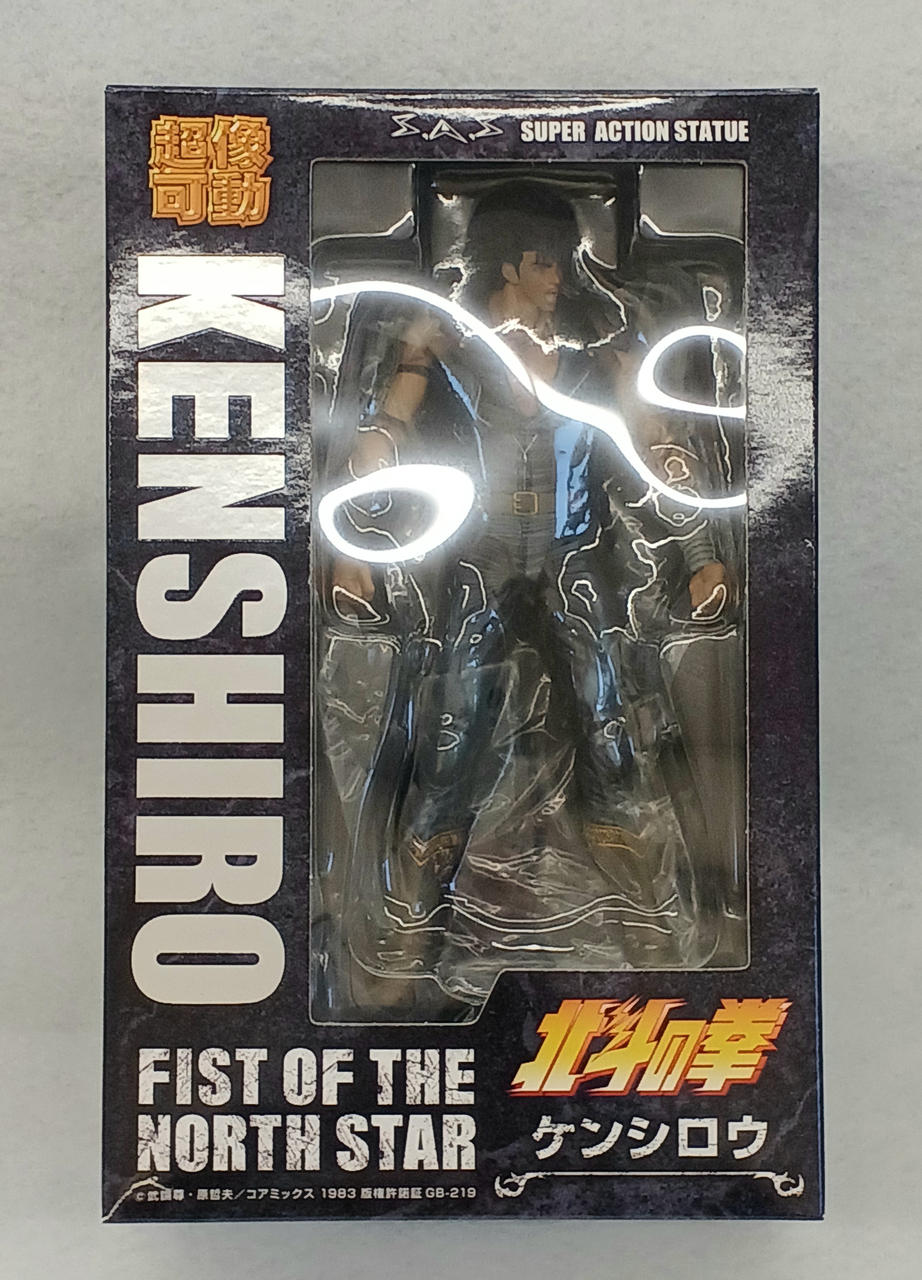 超像
可動
S.A.S SUPER ACTION STATUE
KENSHIRO
FIST OF THE
NORTH STAR
北斗の拳
ケンシロウ
©武論尊・原哲夫/コアミックス 1983 版権許諾証 GB-219